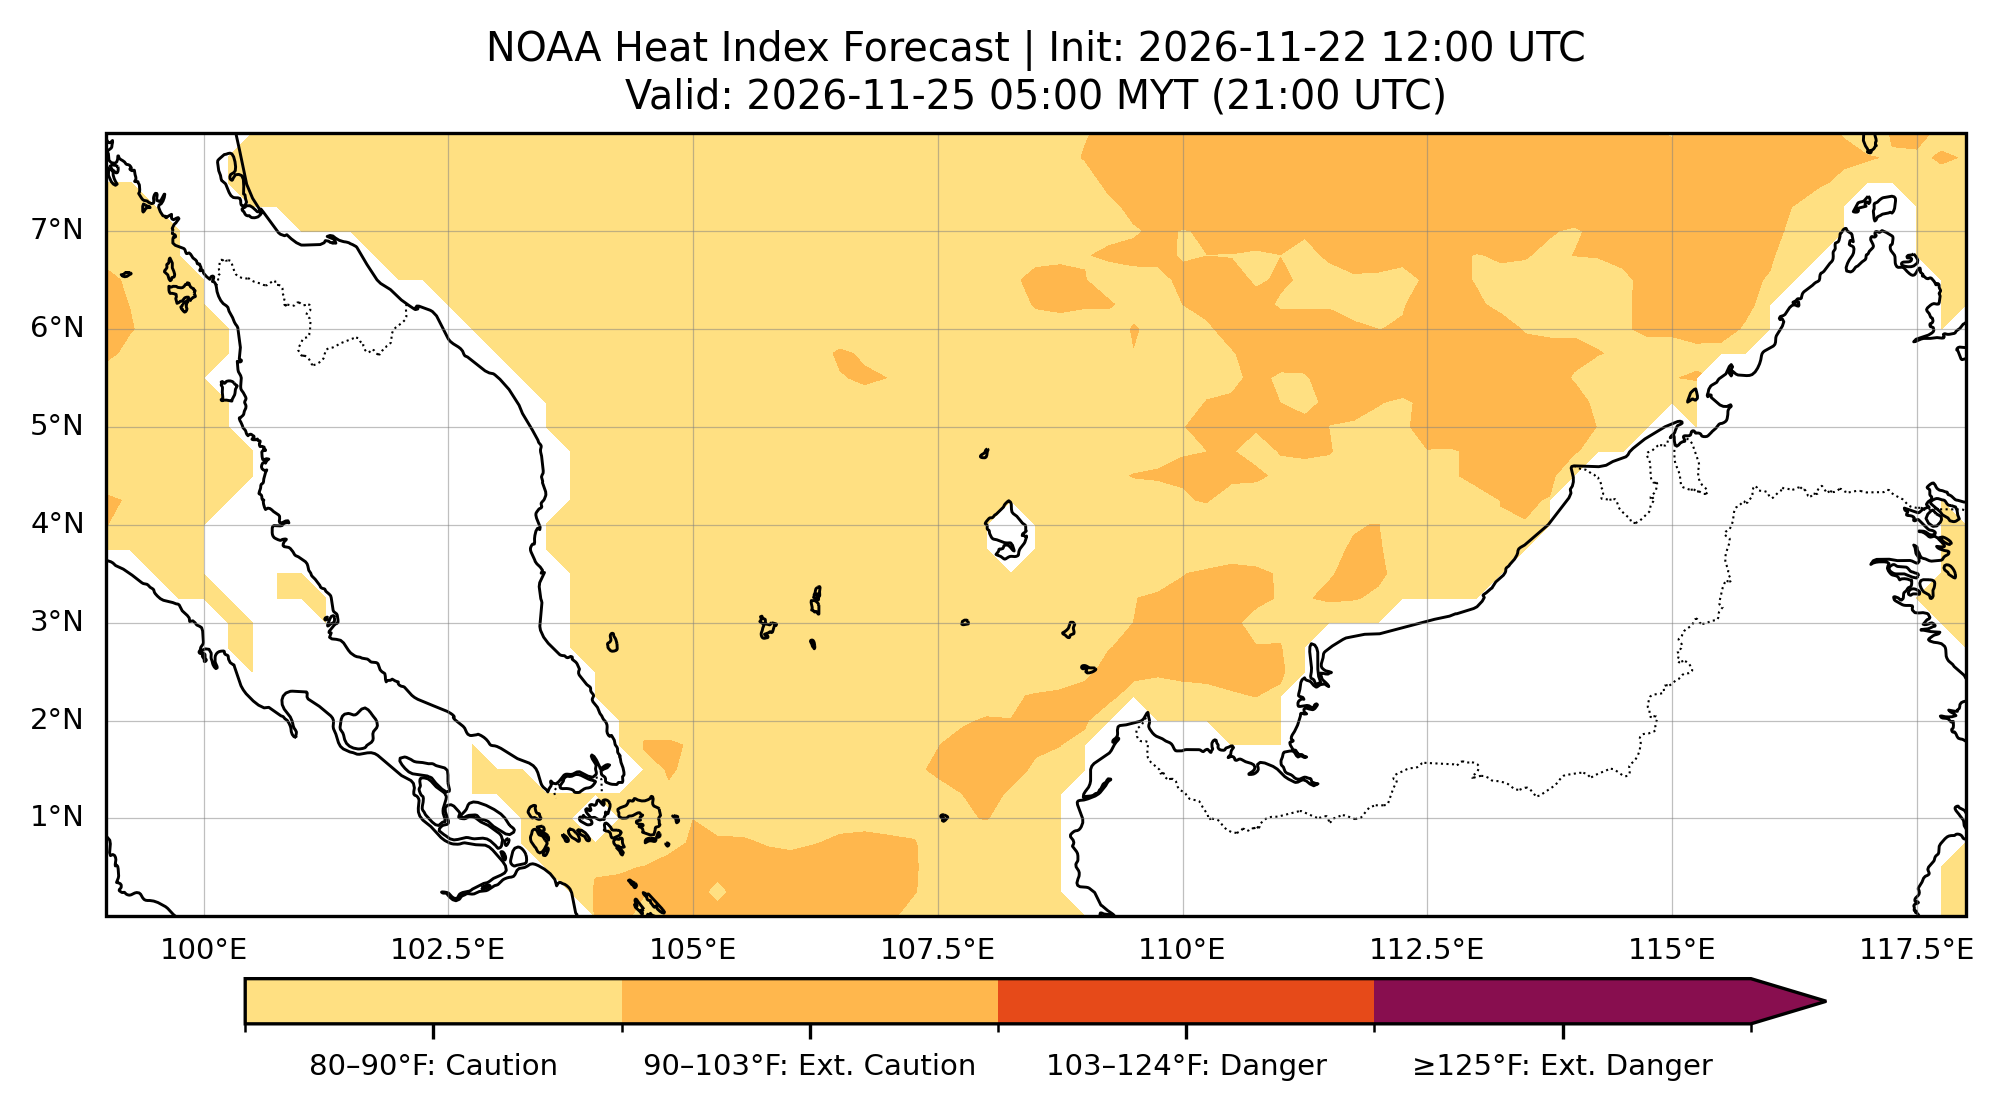 NOAA Heat Index Forecast | Init: 2026-11-22 12:00 UTC
Valid: 2026-11-25 05:00 MYT (21:00 UTC)
7°N
6°N
5°N
4°N
3°N
2°N
1°N
100°E 102.5°E 105°E 107.5°E 110°E 112.5°E 115°E 117.5°E
80–90°F: Caution 90–103°F: Ext. Caution 103–124°F: Danger ≥125°F: Ext. Danger